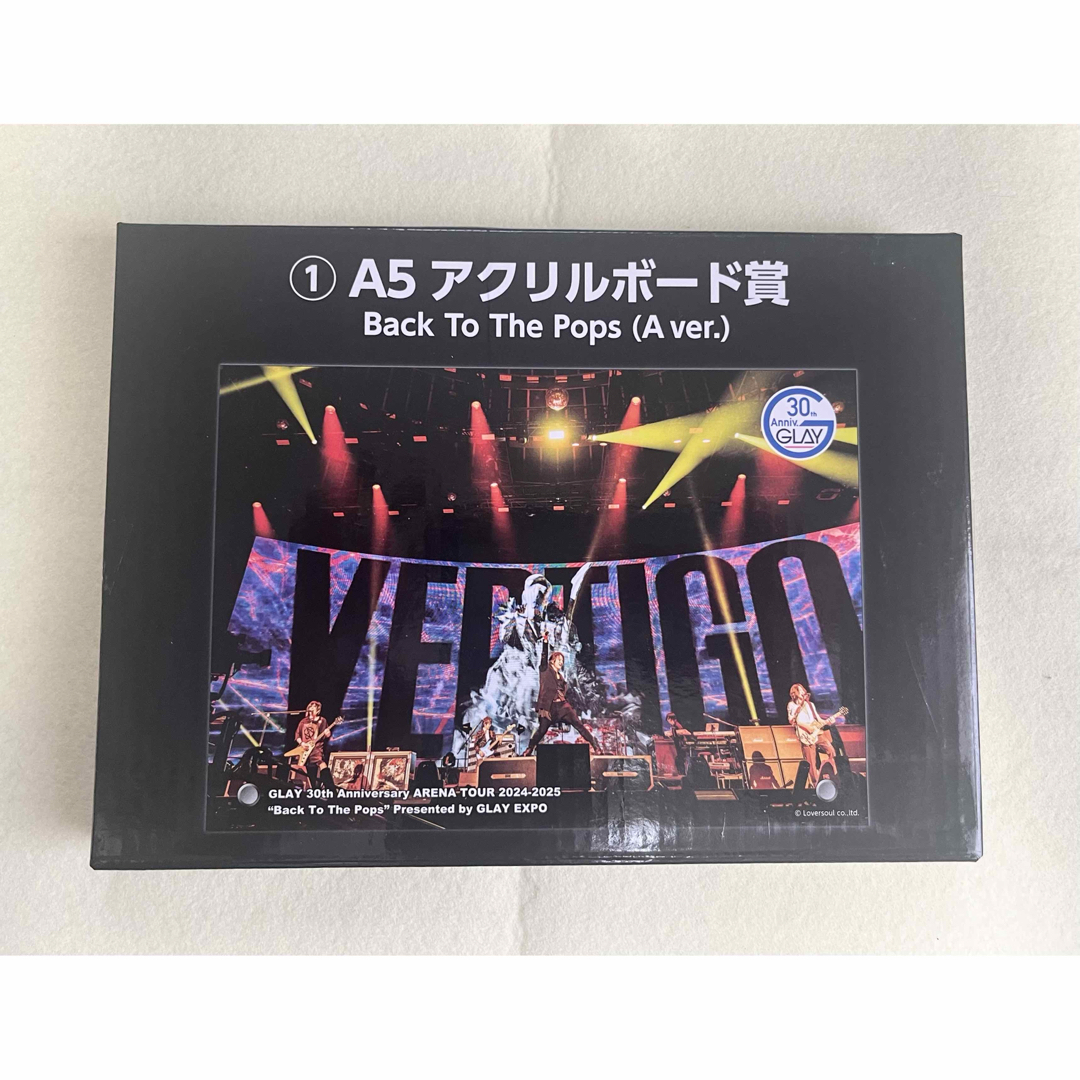 ① A5 アクリルボード賞
Back To The Pops (A ver.)
30th
Anniv.
GLAY
VERTIGO
GLAY 30th Anniversary ARENA TOUR 2024-2025
“Back To The Pops” Presented by GLAY EXPO
© Loversoul co.,ltd.